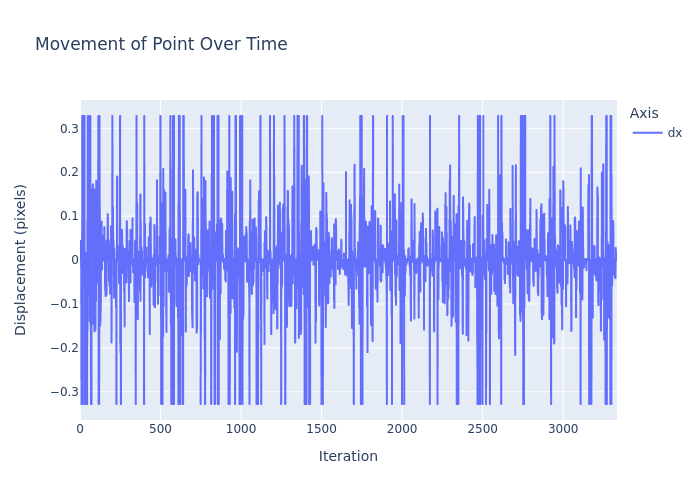 Movement of Point Over Time
Axis
dx
0.3
0.2
0.1
0
−0.1
−0.2
−0.3
Displacement (pixels)
0 500 1000 1500 2000 2500 3000
Iteration